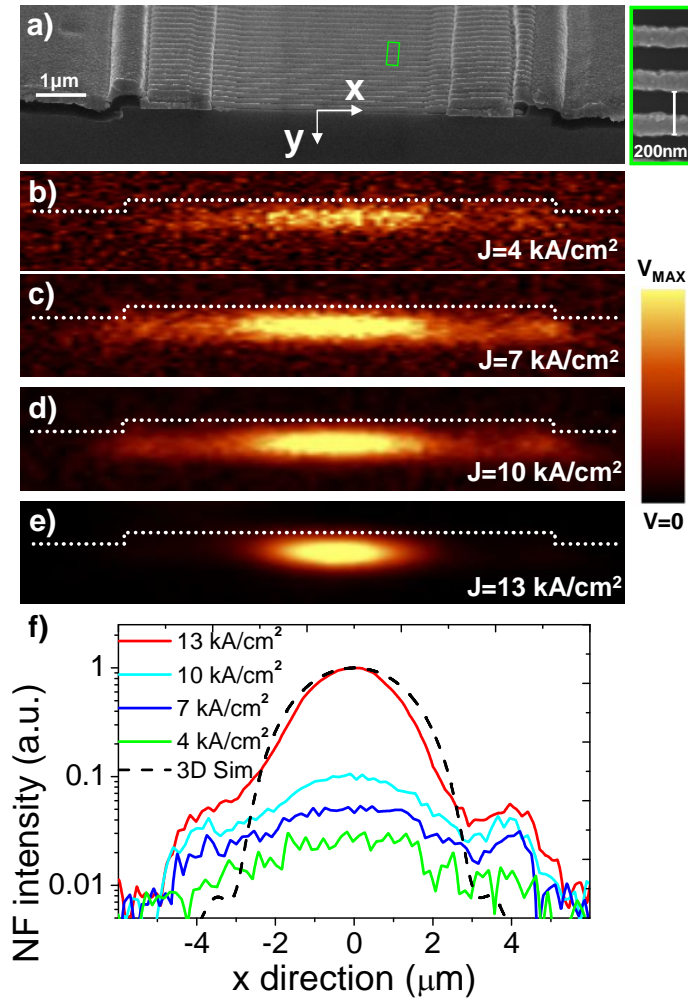 a)
1μm
x
y
200nm
b)
J=4 kA/cm²
c)
J=7 kA/cm²
d)
J=10 kA/cm²
e)
J=13 kA/cm²
V_MAX
V=0
f)
13 kA/cm²
10 kA/cm²
7 kA/cm²
4 kA/cm²
3D Sim
1
0.1
0.01
NF intensity (a.u.)
-4 -2 0 2 4
x direction (μm)